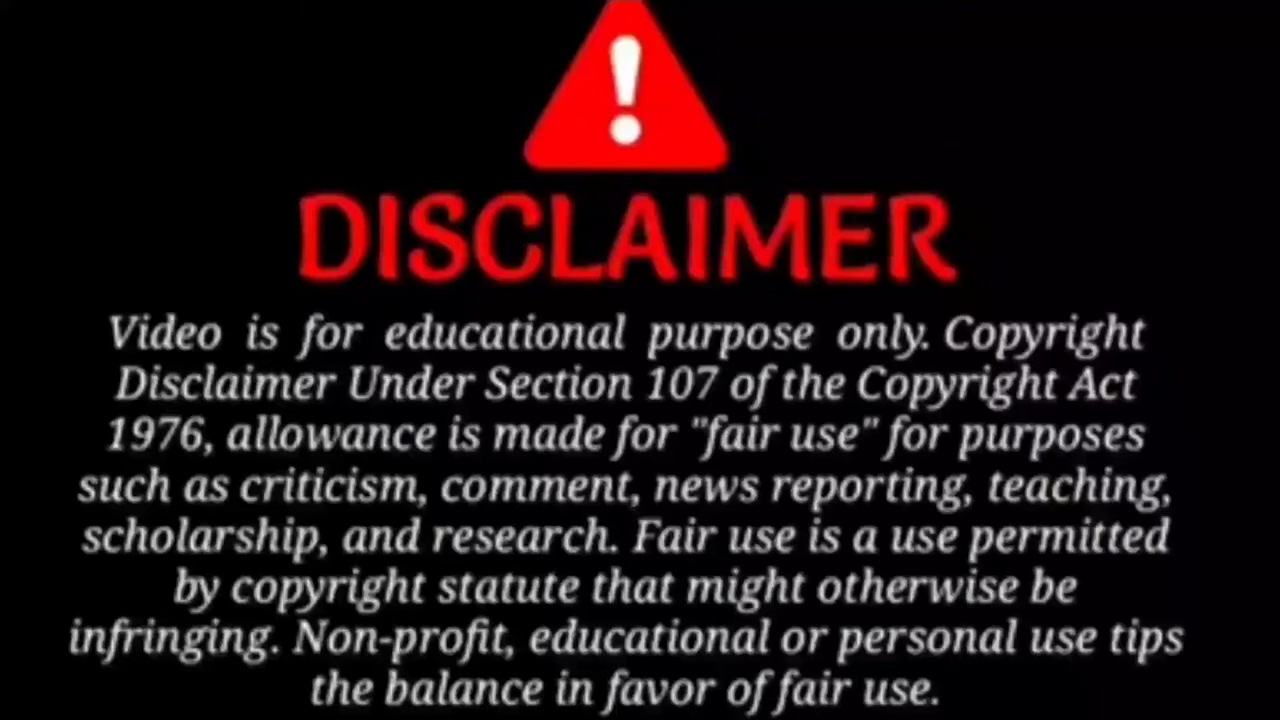 DISCLAIMER
Video is for educational purpose only. Copyright
Disclaimer Under Section 107 of the Copyright Act
1976, allowance is made for "fair use" for purposes
such as criticism, comment, news reporting, teaching,
scholarship, and research. Fair use is a use permitted
by copyright statute that might otherwise be
infringing. Non-profit, educational or personal use tips
the balance in favor of fair use.